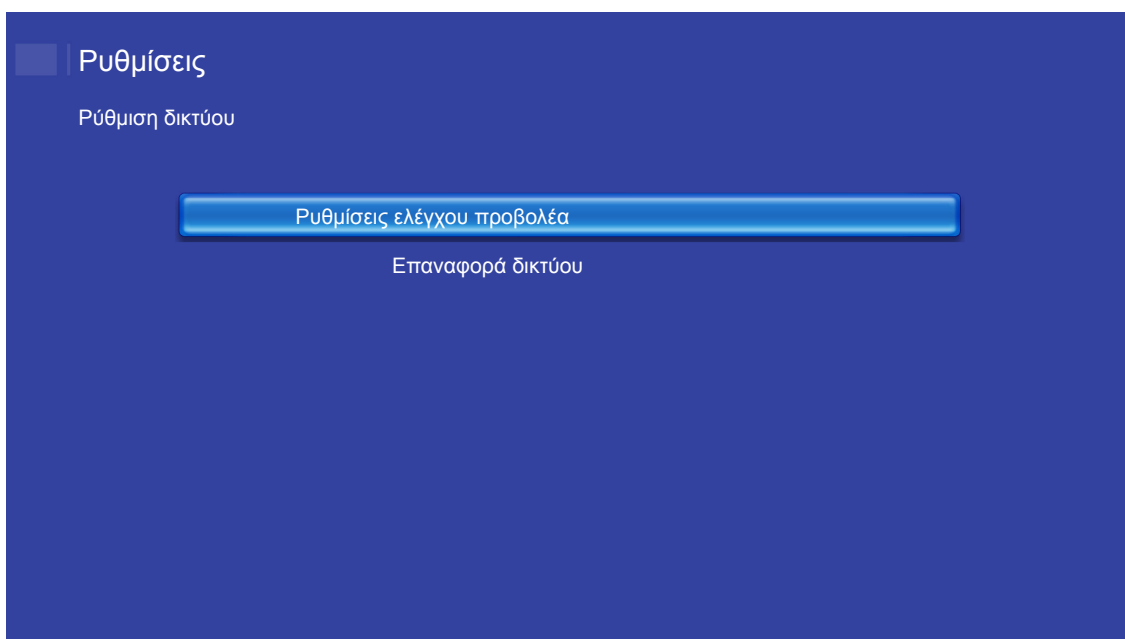 Ρυθμίσεις
Ρύθμιση δικτύου
Ρυθμίσεις ελέγχου προβολέα
Επαναφορά δικτύου